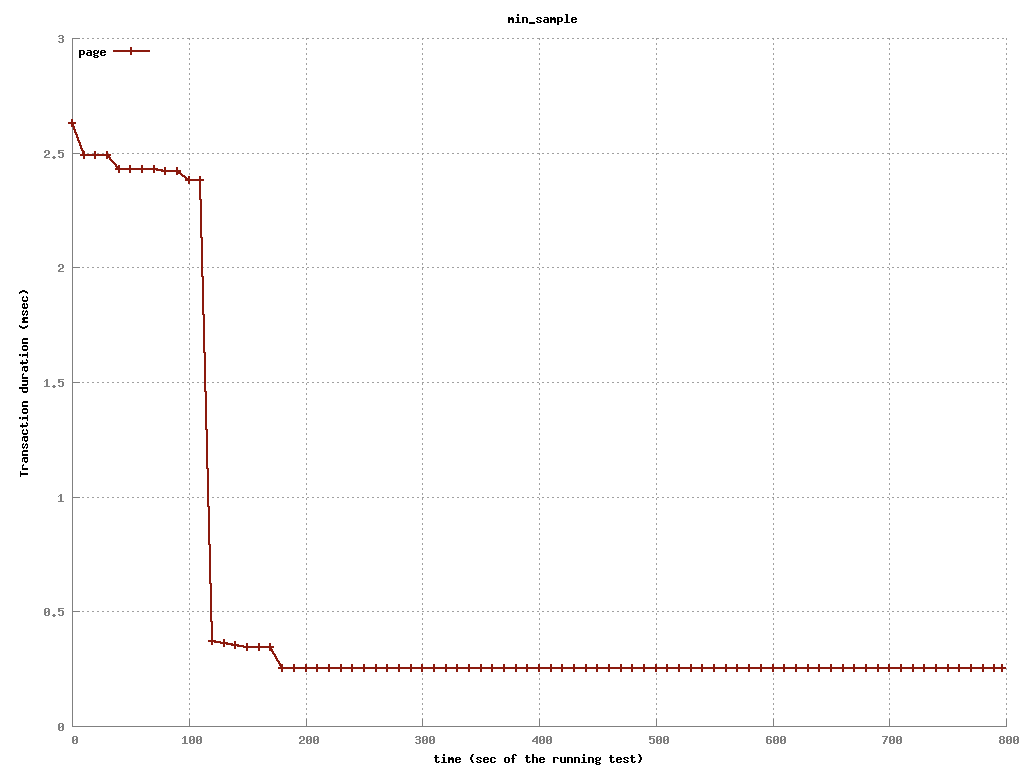 min_sample
3
page
2.5
2
1.5
1
0.5
0
Transaction duration (msec)
0 100 200 300 400 500 600 700 800
time (sec of the running test)